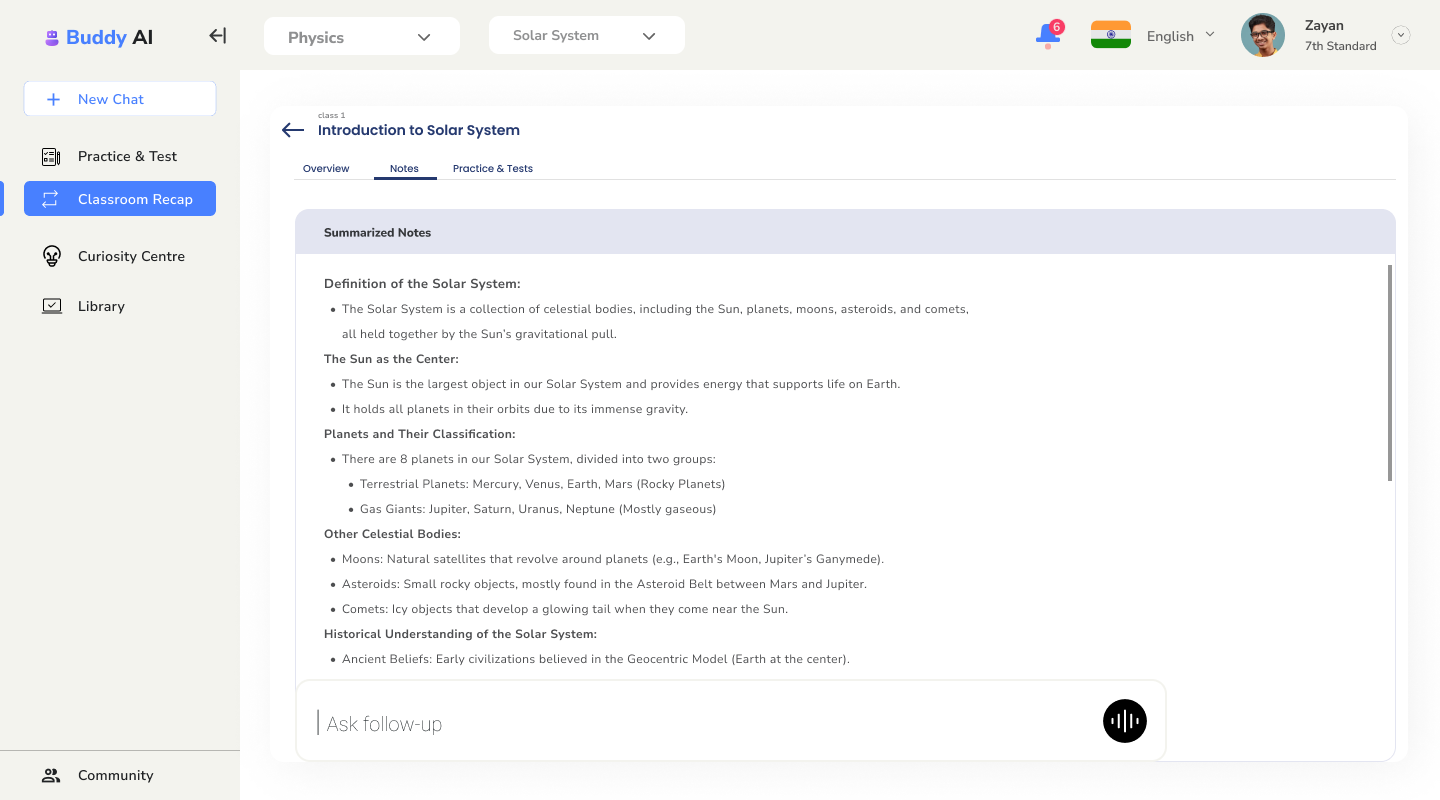 Buddy AI
Physics
Solar System
6
English
Zayan
7th Standard
New Chat
Practice & Test
Classroom Recap
Curiosity Centre
Library
Community
class 1
Introduction to Solar System
Overview
Notes
Practice & Tests
Summarized Notes
Definition of the Solar System:
• The Solar System is a collection of celestial bodies, including the Sun, planets, moons, asteroids, and comets,
all held together by the Sun’s gravitational pull.
The Sun as the Center:
• The Sun is the largest object in our Solar System and provides energy that supports life on Earth.
• It holds all planets in their orbits due to its immense gravity.
Planets and Their Classification:
• There are 8 planets in our Solar System, divided into two groups:
• Terrestrial Planets: Mercury, Venus, Earth, Mars (Rocky Planets)
• Gas Giants: Jupiter, Saturn, Uranus, Neptune (Mostly gaseous)
Other Celestial Bodies:
• Moons: Natural satellites that revolve around planets (e.g., Earth's Moon, Jupiter’s Ganymede).
• Asteroids: Small rocky objects, mostly found in the Asteroid Belt between Mars and Jupiter.
• Comets: Icy objects that develop a glowing tail when they come near the Sun.
Historical Understanding of the Solar System:
• Ancient Beliefs: Early civilizations believed in the Geocentric Model (Earth at the center).
Ask follow-up